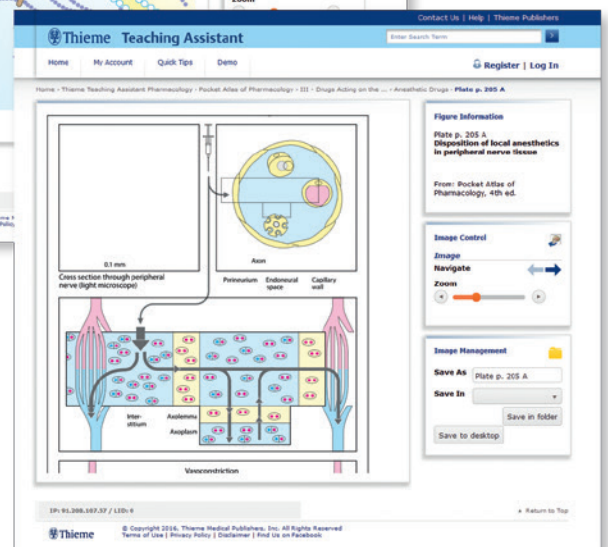 Zoom
Contact Us | Help | Thieme Publishers
Thieme Teaching Assistant
Enter Search Term
Home My Account Quick Tips Demo
Register | Log In
Home › Thieme Teaching Assistant Pharmacology › Pocket Atlas of Pharmacology › III › Drugs Acting on the ... › Anesthetic Drugs › Plate p. 205 A
0.1 mm
Cross section through peripheral
nerve (light microscope)
Axon
Perineurium Endoneural
space
Capillary
wall
Inter-
stitium
Axolemma
Axoplasm
Vasoconstriction
Figure Information
Plate p. 205 A
Disposition of local anesthetics
in peripheral nerve tissue
From: Pocket Atlas of
Pharmacology, 4th ed.
Image Control
Image
Navigate
Zoom
Image Management
Save As Plate p. 205 A
Save In
Save in folder
Save to desktop
IP: 91.208.107.37 / LID: 6
Return to Top
Thieme
© Copyright 2016, Thieme Medical Publishers, Inc. All Rights Reserved
Terms of Use | Privacy Policy | Disclaimer | Find Us on Facebook